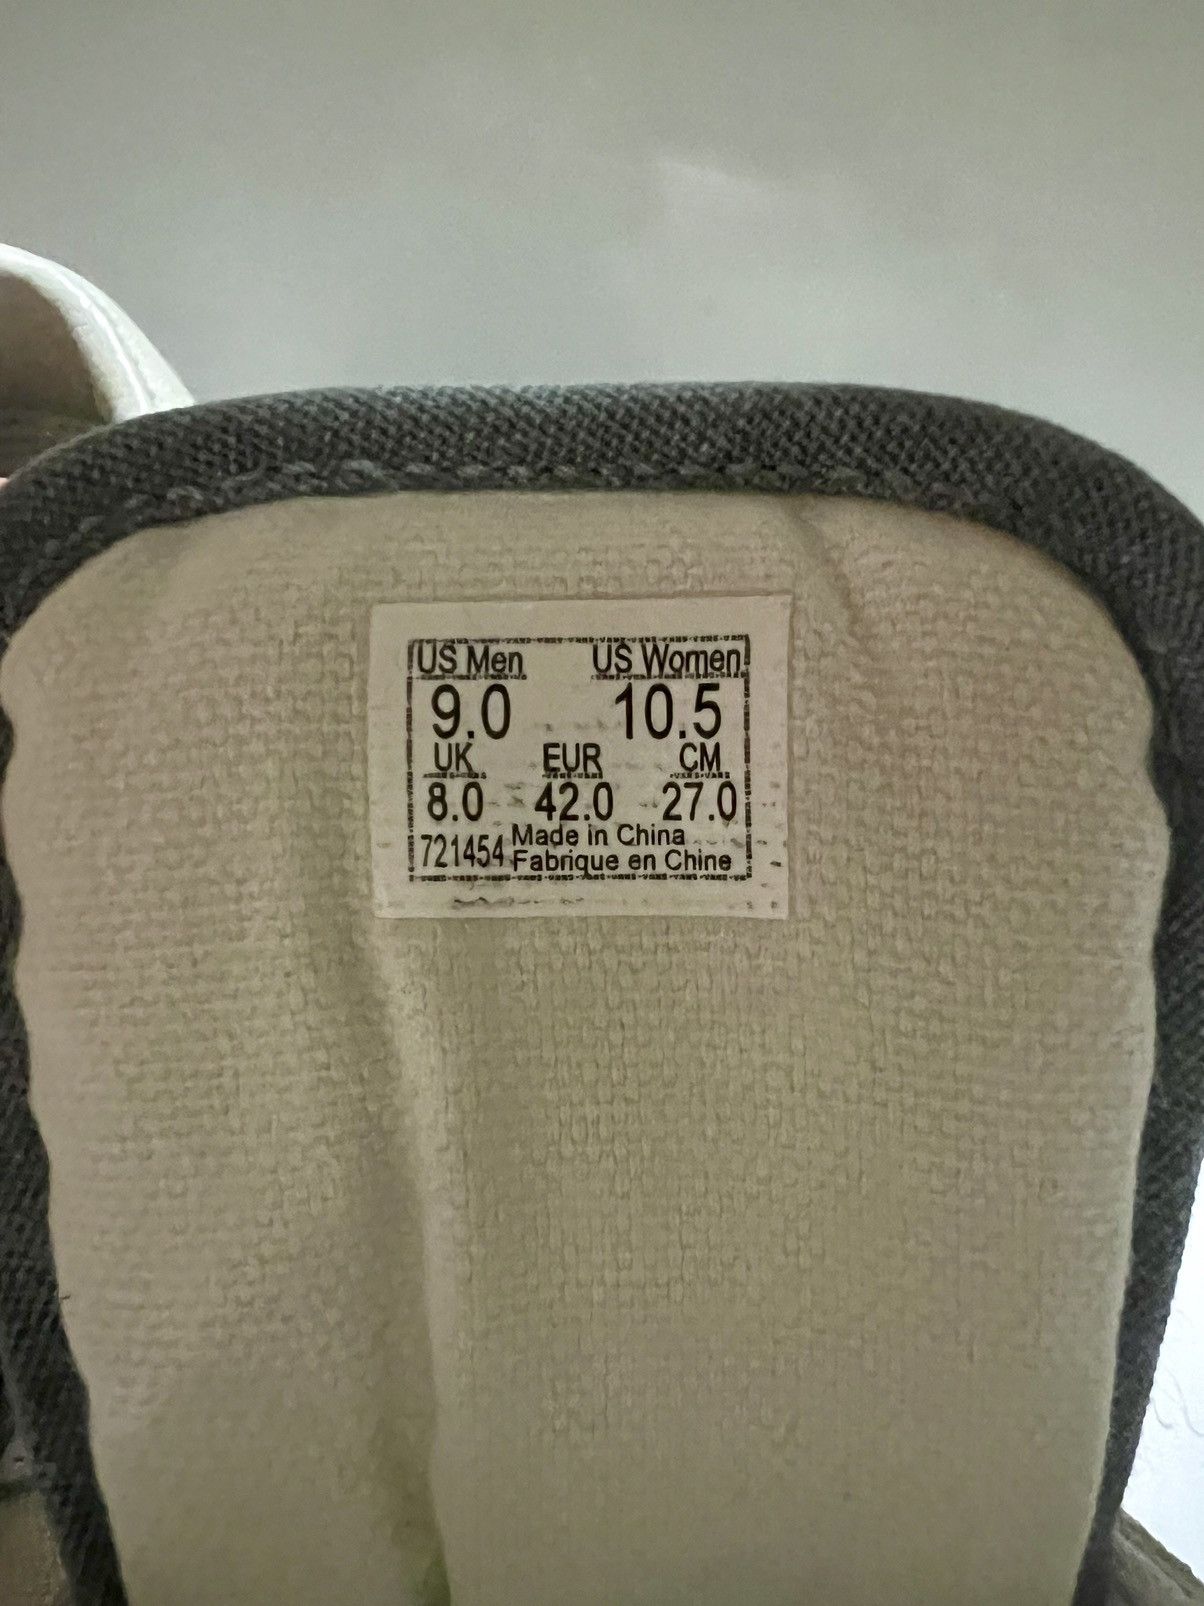 US Men US Women
9.0 10.5
UK EUR CM
8.0 42.0 27.0
721454 Made in China
Fabrique en Chine